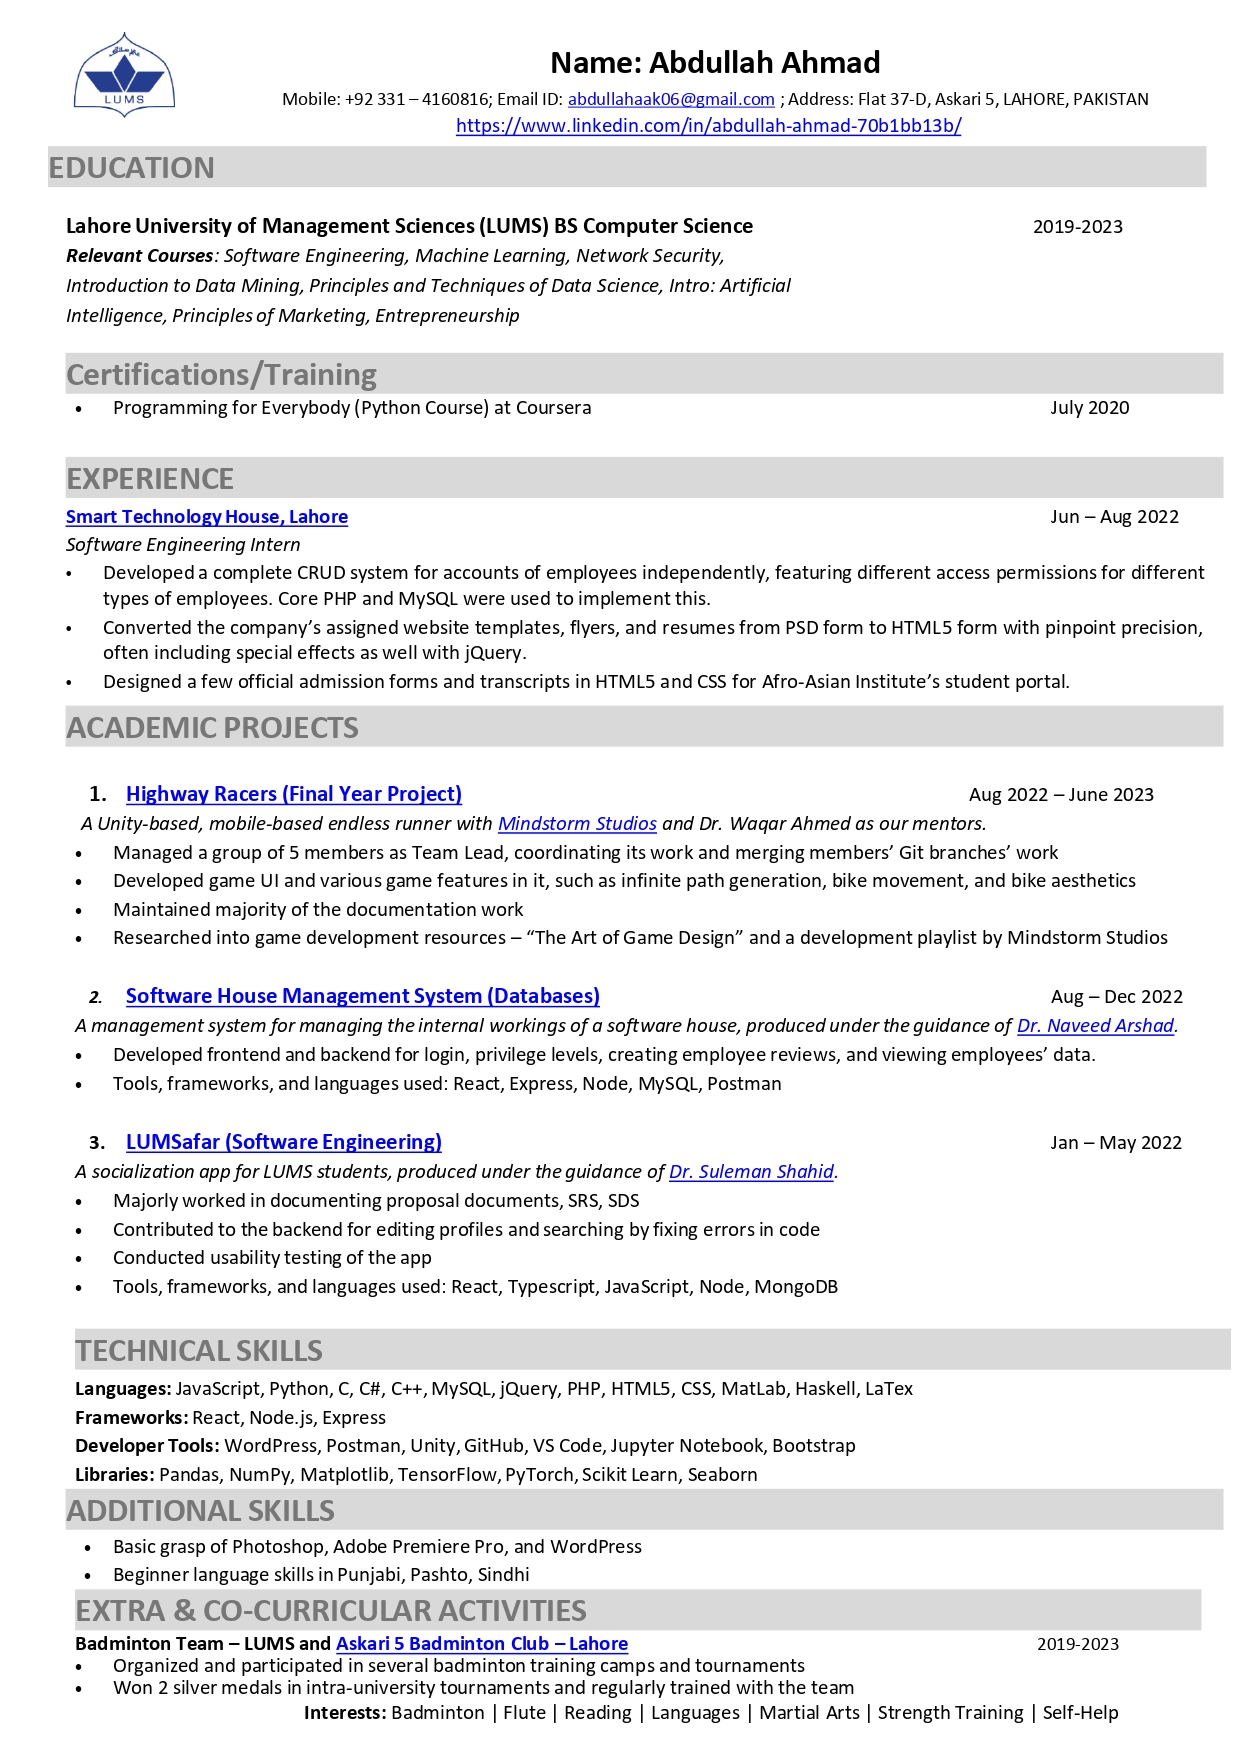 LUMS
Name: Abdullah Ahmad
Mobile: +92 331 – 4160816; Email ID: abdullahaak06@gmail.com ; Address: Flat 37-D, Askari 5, LAHORE, PAKISTAN
https://www.linkedin.com/in/abdullah-ahmad-70b1bb13b/
EDUCATION
Lahore University of Management Sciences (LUMS) BS Computer Science 2019-2023
Relevant Courses: Software Engineering, Machine Learning, Network Security,
Introduction to Data Mining, Principles and Techniques of Data Science, Intro: Artificial
Intelligence, Principles of Marketing, Entrepreneurship
Certifications/Training
• Programming for Everybody (Python Course) at Coursera July 2020
EXPERIENCE
Smart Technology House, Lahore Jun – Aug 2022
Software Engineering Intern
• Developed a complete CRUD system for accounts of employees independently, featuring different access permissions for different
types of employees. Core PHP and MySQL were used to implement this.
• Converted the company’s assigned website templates, flyers, and resumes from PSD form to HTML5 form with pinpoint precision,
often including special effects as well with jQuery.
• Designed a few official admission forms and transcripts in HTML5 and CSS for Afro-Asian Institute’s student portal.
ACADEMIC PROJECTS
1. Highway Racers (Final Year Project) Aug 2022 – June 2023
A Unity-based, mobile-based endless runner with Mindstorm Studios and Dr. Waqar Ahmed as our mentors.
• Managed a group of 5 members as Team Lead, coordinating its work and merging members’ Git branches’ work
• Developed game UI and various game features in it, such as infinite path generation, bike movement, and bike aesthetics
• Maintained majority of the documentation work
• Researched into game development resources – “The Art of Game Design” and a development playlist by Mindstorm Studios
2. Software House Management System (Databases) Aug – Dec 2022
A management system for managing the internal workings of a software house, produced under the guidance of Dr. Naveed Arshad.
• Developed frontend and backend for login, privilege levels, creating employee reviews, and viewing employees’ data.
• Tools, frameworks, and languages used: React, Express, Node, MySQL, Postman
3. LUMSafar (Software Engineering) Jan – May 2022
A socialization app for LUMS students, produced under the guidance of Dr. Suleman Shahid.
• Majorly worked in documenting proposal documents, SRS, SDS
• Contributed to the backend for editing profiles and searching by fixing errors in code
• Conducted usability testing of the app
• Tools, frameworks, and languages used: React, Typescript, JavaScript, Node, MongoDB
TECHNICAL SKILLS
Languages: JavaScript, Python, C, C#, C++, MySQL, jQuery, PHP, HTML5, CSS, MatLab, Haskell, LaTex
Frameworks: React, Node.js, Express
Developer Tools: WordPress, Postman, Unity, GitHub, VS Code, Jupyter Notebook, Bootstrap
Libraries: Pandas, NumPy, Matplotlib, TensorFlow, PyTorch, Scikit Learn, Seaborn
ADDITIONAL SKILLS
• Basic grasp of Photoshop, Adobe Premiere Pro, and WordPress
• Beginner language skills in Punjabi, Pashto, Sindhi
EXTRA & CO-CURRICULAR ACTIVITIES
Badminton Team – LUMS and Askari 5 Badminton Club – Lahore 2019-2023
• Organized and participated in several badminton training camps and tournaments
• Won 2 silver medals in intra-university tournaments and regularly trained with the team
Interests: Badminton | Flute | Reading | Languages | Martial Arts | Strength Training | Self-Help